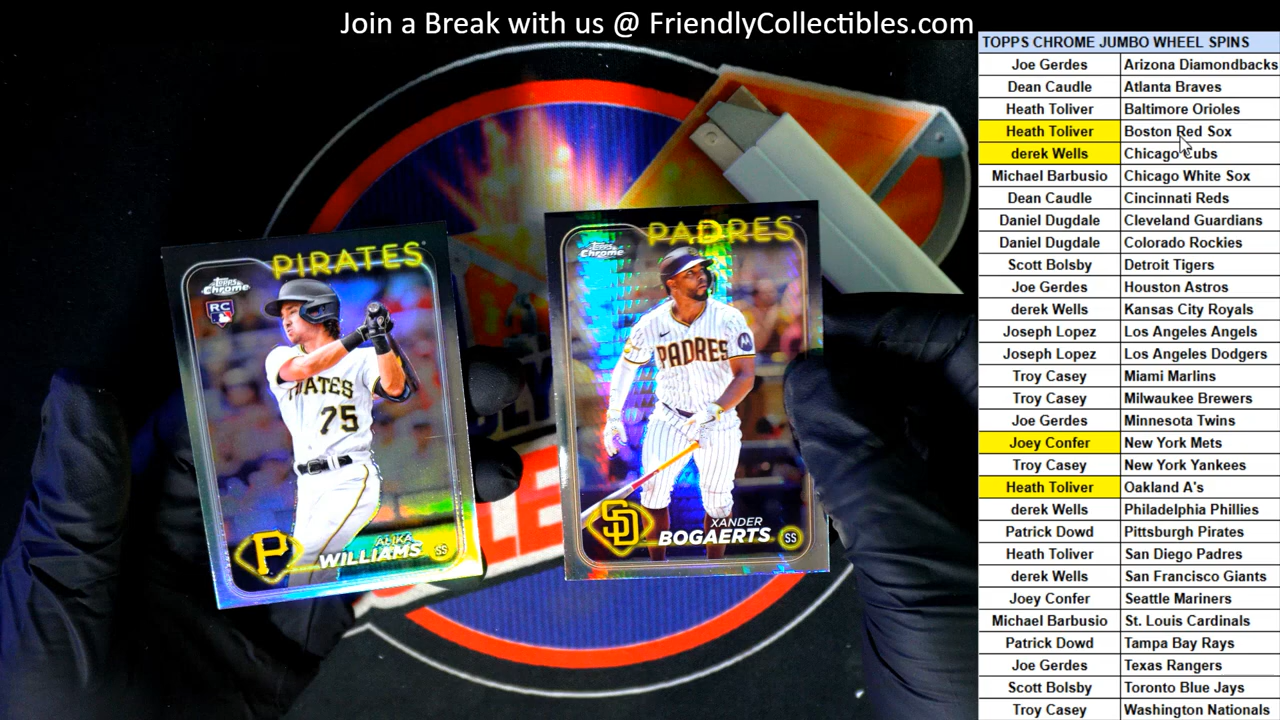 Join a Break with us @ FriendlyCollectibles.com
TOPPS CHROME JUMBO WHEEL SPINS
Joe Gerdes Arizona Diamondbacks
Dean Caudle Atlanta Braves
Heath Toliver Baltimore Orioles
Heath Toliver Boston Red Sox
derek Wells Chicago Cubs
Michael Barbusio Chicago White Sox
Dean Caudle Cincinnati Reds
Daniel Dugdale Cleveland Guardians
Daniel Dugdale Colorado Rockies
Scott Bolsby Detroit Tigers
Joe Gerdes Houston Astros
derek Wells Kansas City Royals
Joseph Lopez Los Angeles Angels
Joseph Lopez Los Angeles Dodgers
Troy Casey Miami Marlins
Troy Casey Milwaukee Brewers
Joe Gerdes Minnesota Twins
Joey Confer New York Mets
Troy Casey New York Yankees
Heath Toliver Oakland A's
derek Wells Philadelphia Phillies
Patrick Dowd Pittsburgh Pirates
Heath Toliver San Diego Padres
derek Wells San Francisco Giants
Joey Confer Seattle Mariners
Michael Barbusio St. Louis Cardinals
Patrick Dowd Tampa Bay Rays
Joe Gerdes Texas Rangers
Scott Bolsby Toronto Blue Jays
Troy Casey Washington Nationals
PIRATES
Topps Chrome
RC
75
P
ALIKA
WILLIAMS SS
PADRES
Topps Chrome
PADRES
SD
XANDER
BOGAERTS SS